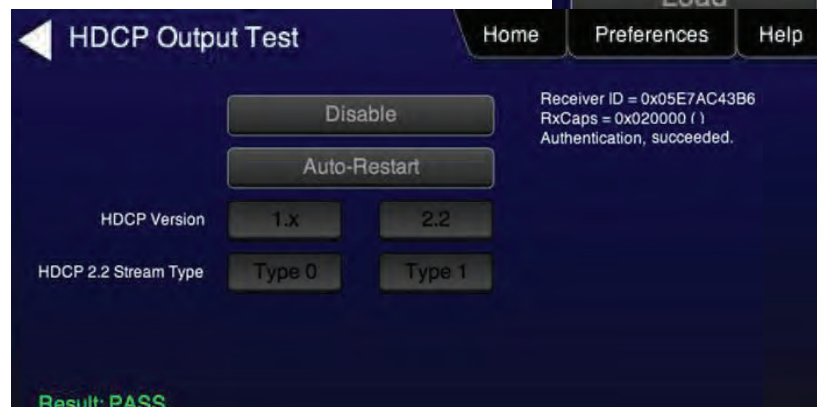 Load
HDCP Output Test
Home
Preferences
Help
Disable
Auto-Restart
HDCP Version
1.x
2.2
HDCP 2.2 Stream Type
Type 0
Type 1
Receiver ID = 0x05E7AC43B6
RxCaps = 0x020000 ( )
Authentication, succeeded.
Result: PASS